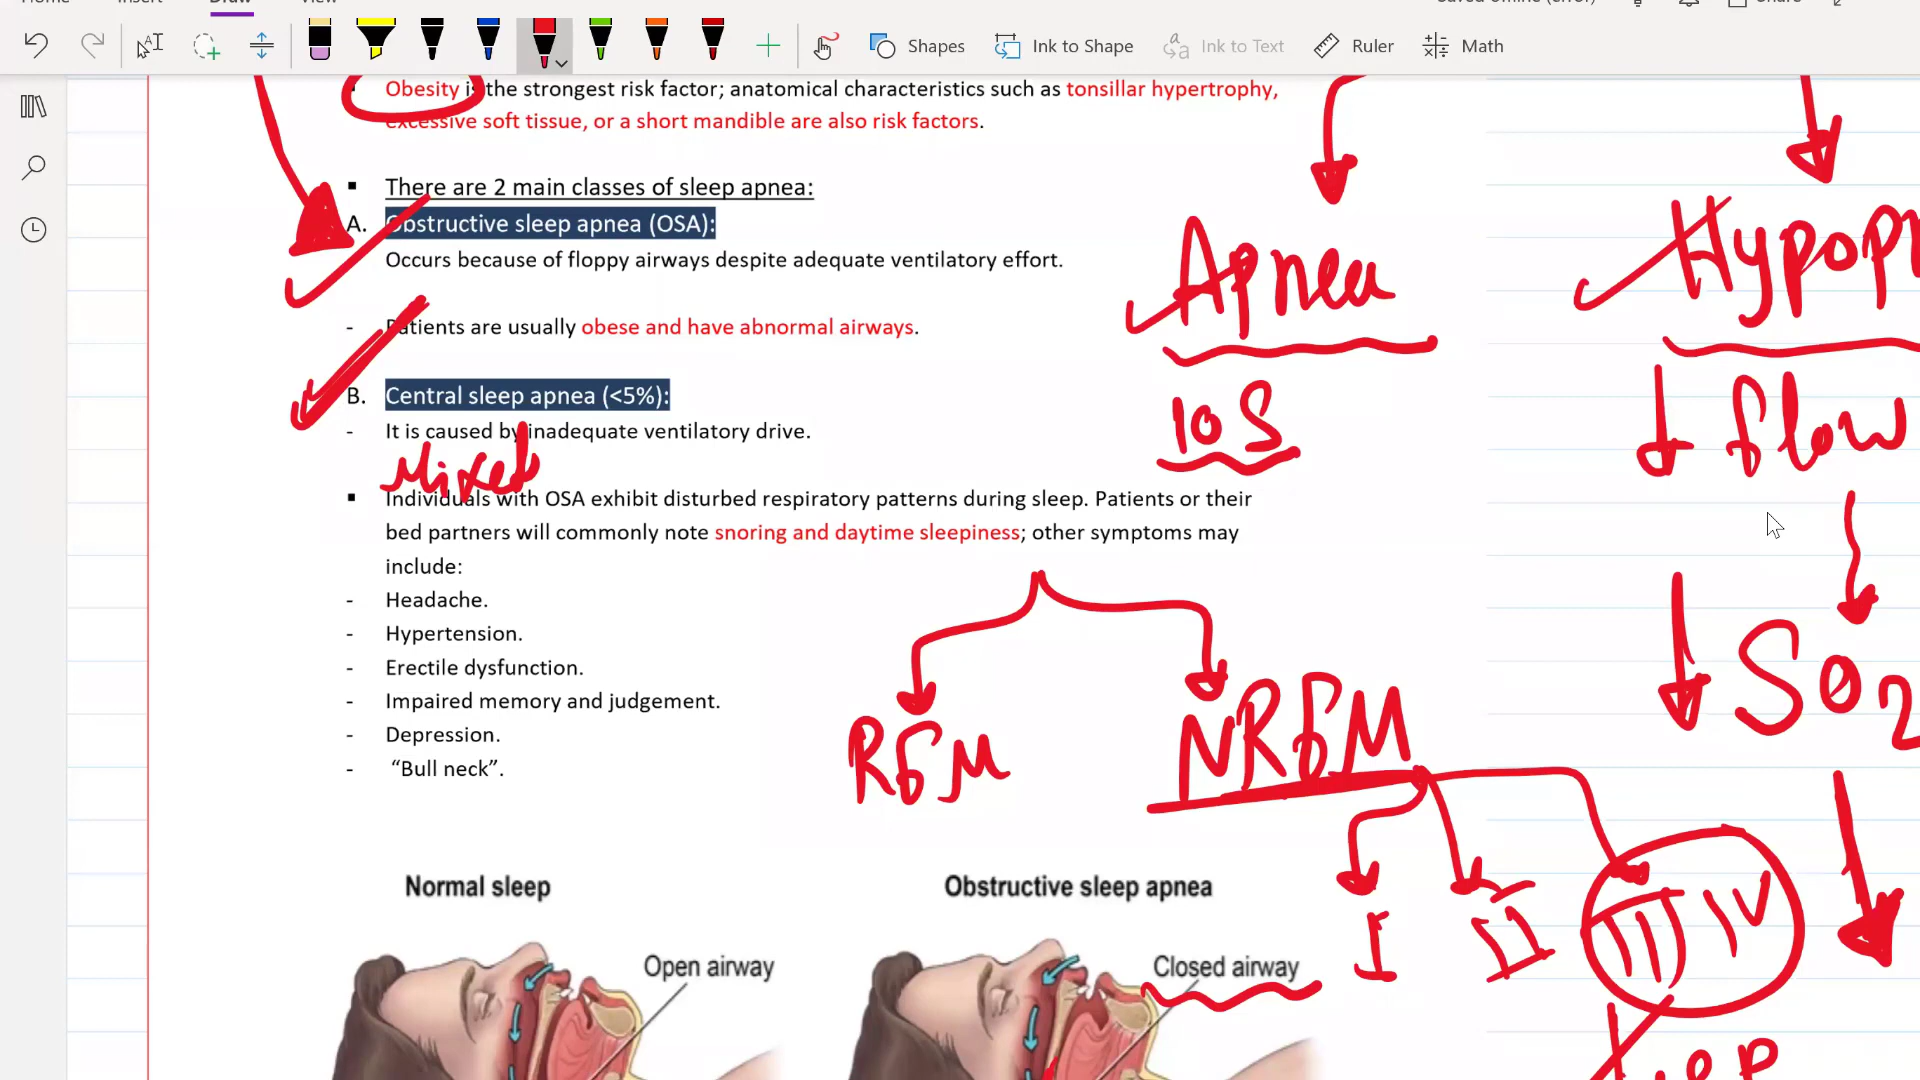 Shapes
Ink to Shape
Ink to Text
Ruler
Math
Obesity is the strongest risk factor; anatomical characteristics such as tonsillar hypertrophy,
excessive soft tissue, or a short mandible are also risk factors.
▪ There are 2 main classes of sleep apnea:
A. Obstructive sleep apnea (OSA):
Occurs because of floppy airways despite adequate ventilatory effort.
- Patients are usually obese and have abnormal airways.
B. Central sleep apnea (<5%):
- It is caused by inadequate ventilatory drive.
Mixed
▪ Individuals with OSA exhibit disturbed respiratory patterns during sleep. Patients or their
bed partners will commonly note snoring and daytime sleepiness; other symptoms may
include:
- Headache.
- Hypertension.
- Erectile dysfunction.
- Impaired memory and judgement.
- Depression.
- “Bull neck”.
Apnea
10 S
↓ flow
↓ SO2
REM
NREM
I
II
III IV
Normal sleep
Obstructive sleep apnea
Open airway
Closed airway